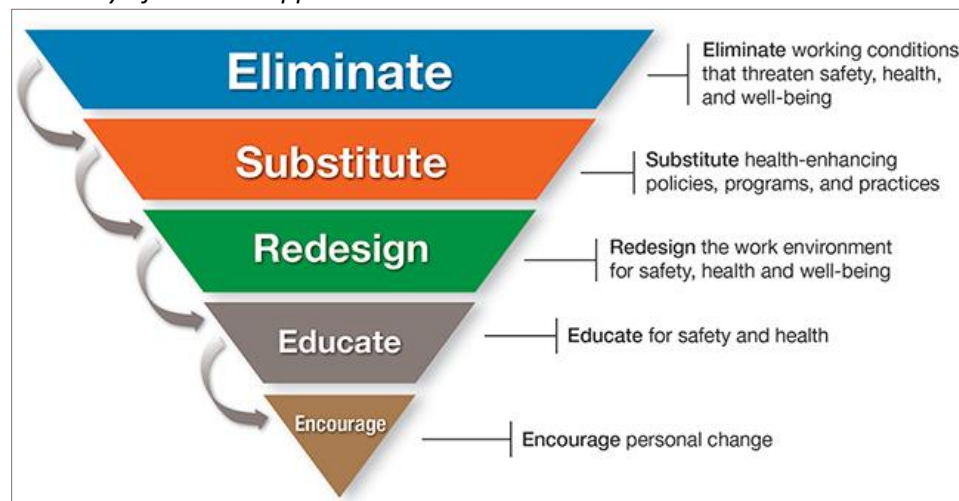 Eliminate
Eliminate working conditions
that threaten safety, health,
and well-being
Substitute
Substitute health-enhancing
policies, programs, and practices
Redesign
Redesign the work environment
for safety, health and well-being
Educate
Educate for safety and health
Encourage
Encourage personal change